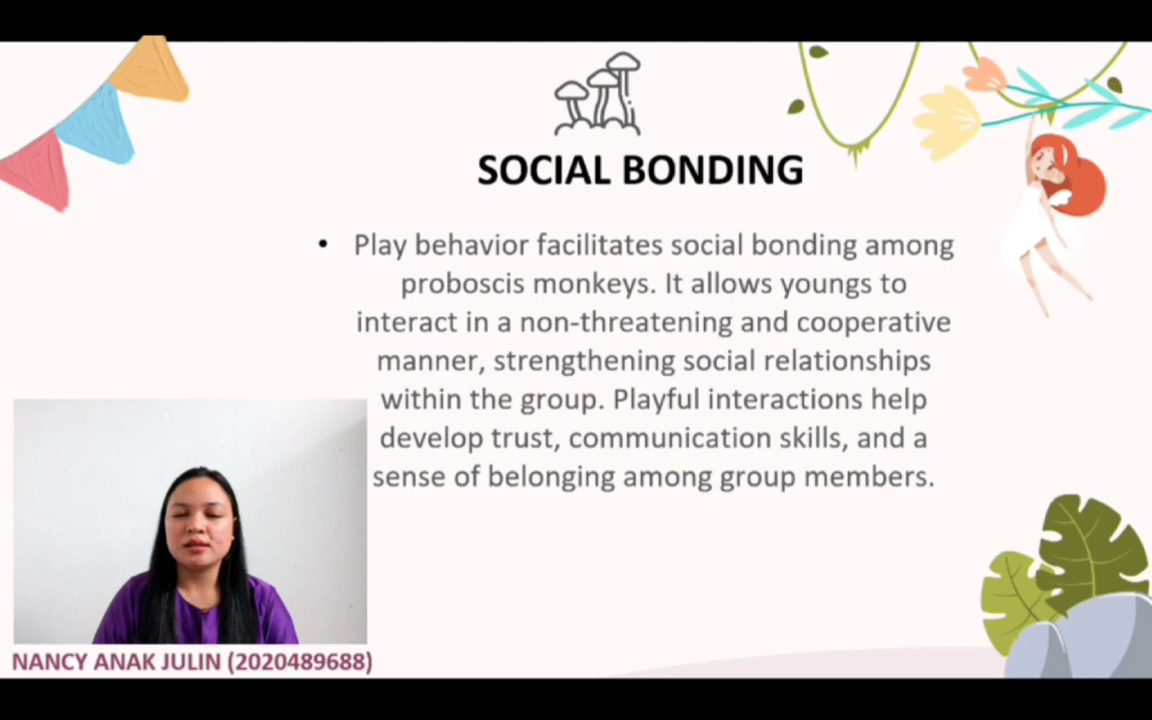 SOCIAL BONDING
• Play behavior facilitates social bonding among
proboscis monkeys. It allows youngs to
interact in a non-threatening and cooperative
manner, strengthening social relationships
within the group. Playful interactions help
develop trust, communication skills, and a
sense of belonging among group members.
NANCY ANAK JULIN (2020489688)